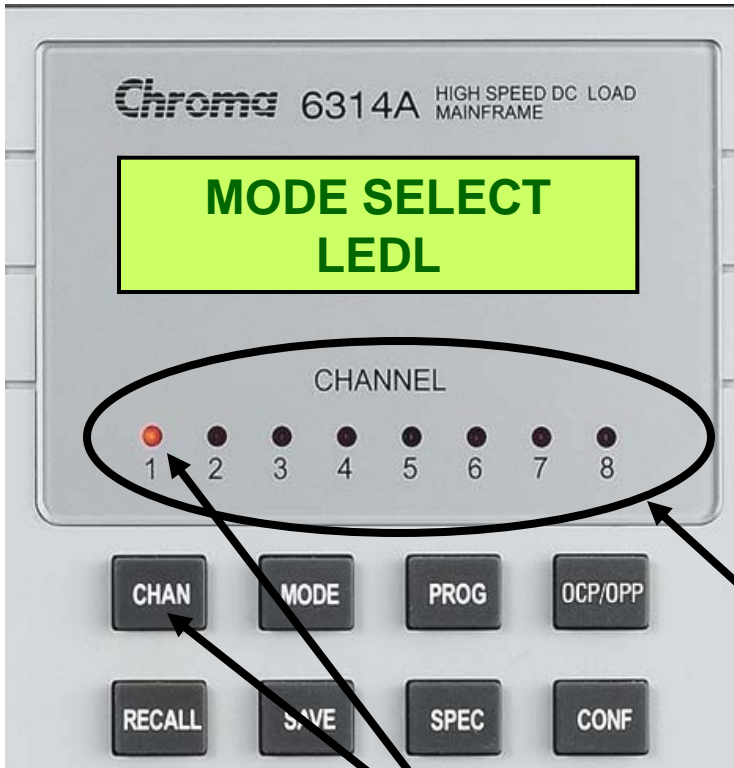 Chroma 6314A HIGH SPEED DC LOAD
MAINFRAME
MODE SELECT
LEDL
CHANNEL
1 2 3 4 5 6 7 8
CHAN MODE PROG OCP/OPP
RECALL SAVE SPEC CONF